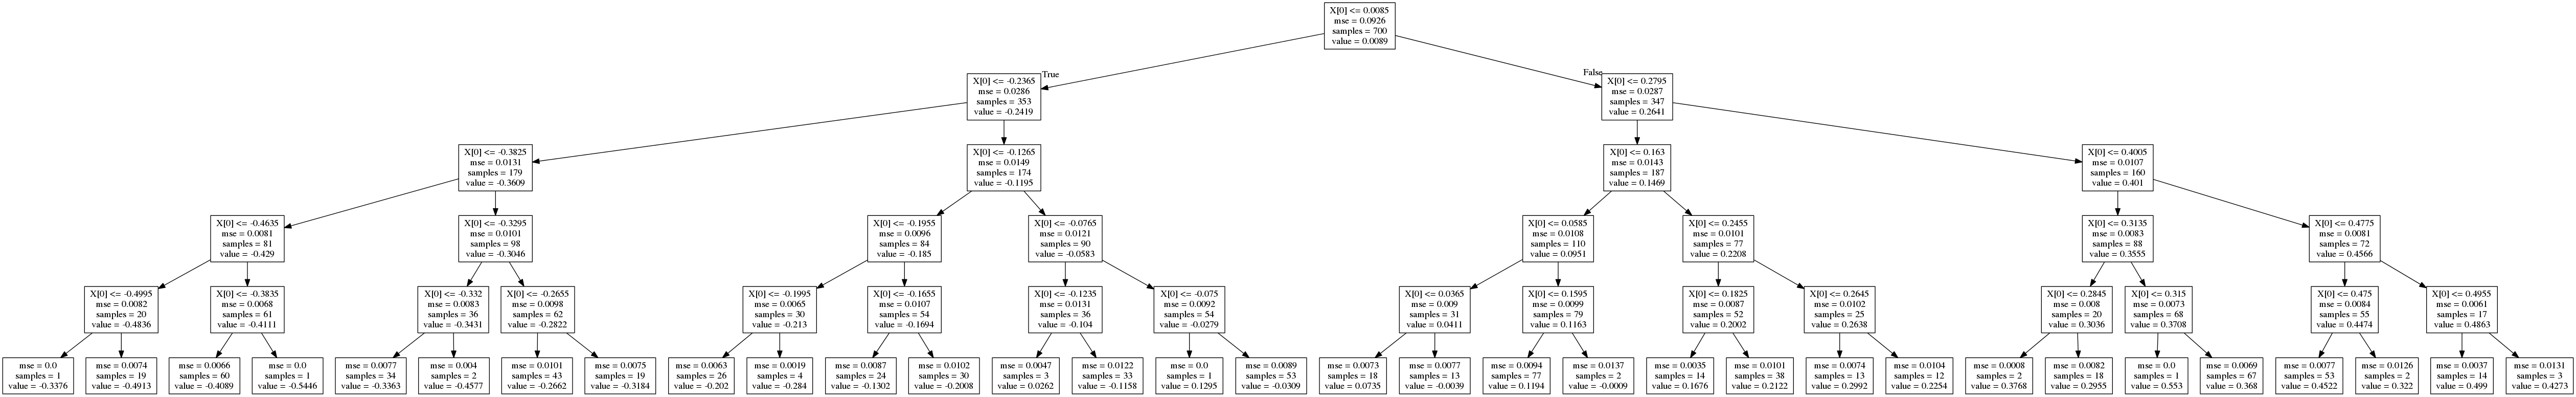 X[0] <= 0.0085
mse = 0.0926
samples = 700
value = 0.0089
True
False
X[0] <= -0.2365
mse = 0.0286
samples = 353
value = -0.2419
X[0] <= 0.2795
mse = 0.0287
samples = 347
value = 0.2641
X[0] <= -0.3825
mse = 0.0131
samples = 179
value = -0.3609
X[0] <= -0.1265
mse = 0.0149
samples = 174
value = -0.1195
X[0] <= 0.163
mse = 0.0143
samples = 187
value = 0.1469
X[0] <= 0.4005
mse = 0.0107
samples = 160
value = 0.401
X[0] <= -0.4635
mse = 0.0081
samples = 81
value = -0.429
X[0] <= -0.3295
mse = 0.0101
samples = 98
value = -0.3046
X[0] <= -0.1955
mse = 0.0096
samples = 84
value = -0.185
X[0] <= -0.0765
mse = 0.0121
samples = 90
value = -0.0583
X[0] <= 0.0585
mse = 0.0108
samples = 110
value = 0.0951
X[0] <= 0.2455
mse = 0.0101
samples = 77
value = 0.2208
X[0] <= 0.3135
mse = 0.0083
samples = 88
value = 0.3555
X[0] <= 0.4775
mse = 0.0081
samples = 72
value = 0.4566
X[0] <= -0.4995
mse = 0.0082
samples = 20
value = -0.4836
X[0] <= -0.3835
mse = 0.0068
samples = 61
value = -0.4111
X[0] <= -0.332
mse = 0.0083
samples = 36
value = -0.3431
X[0] <= -0.2655
mse = 0.0098
samples = 62
value = -0.2822
X[0] <= -0.1995
mse = 0.0065
samples = 30
value = -0.213
X[0] <= -0.1655
mse = 0.0107
samples = 54
value = -0.1694
X[0] <= -0.1235
mse = 0.0131
samples = 36
value = -0.104
X[0] <= -0.075
mse = 0.0092
samples = 54
value = -0.0279
X[0] <= 0.0365
mse = 0.009
samples = 31
value = 0.0411
X[0] <= 0.1595
mse = 0.0099
samples = 79
value = 0.1163
X[0] <= 0.1825
mse = 0.0087
samples = 52
value = 0.2002
X[0] <= 0.2645
mse = 0.0102
samples = 25
value = 0.2638
X[0] <= 0.2845
mse = 0.008
samples = 20
value = 0.3036
X[0] <= 0.315
mse = 0.0073
samples = 68
value = 0.3708
X[0] <= 0.475
mse = 0.0084
samples = 55
value = 0.4474
X[0] <= 0.4955
mse = 0.0061
samples = 17
value = 0.4863
mse = 0.0
samples = 1
value = -0.3376
mse = 0.0074
samples = 19
value = -0.4913
mse = 0.0066
samples = 60
value = -0.4089
mse = 0.0
samples = 1
value = -0.5446
mse = 0.0077
samples = 34
value = -0.3363
mse = 0.004
samples = 2
value = -0.4577
mse = 0.0101
samples = 43
value = -0.2662
mse = 0.0075
samples = 19
value = -0.3184
mse = 0.0063
samples = 26
value = -0.202
mse = 0.0019
samples = 4
value = -0.284
mse = 0.0087
samples = 24
value = -0.1302
mse = 0.0102
samples = 30
value = -0.2008
mse = 0.0047
samples = 3
value = 0.0262
mse = 0.0122
samples = 33
value = -0.1158
mse = 0.0
samples = 1
value = 0.1295
mse = 0.0089
samples = 53
value = -0.0309
mse = 0.0073
samples = 18
value = 0.0735
mse = 0.0077
samples = 13
value = -0.0039
mse = 0.0094
samples = 77
value = 0.1194
mse = 0.0137
samples = 2
value = -0.0009
mse = 0.0035
samples = 14
value = 0.1676
mse = 0.0101
samples = 38
value = 0.2122
mse = 0.0074
samples = 13
value = 0.2992
mse = 0.0104
samples = 12
value = 0.2254
mse = 0.0008
samples = 2
value = 0.3768
mse = 0.0082
samples = 18
value = 0.2955
mse = 0.0
samples = 1
value = 0.553
mse = 0.0069
samples = 67
value = 0.368
mse = 0.0077
samples = 53
value = 0.4522
mse = 0.0126
samples = 2
value = 0.322
mse = 0.0037
samples = 14
value = 0.499
mse = 0.0131
samples = 3
value = 0.4273